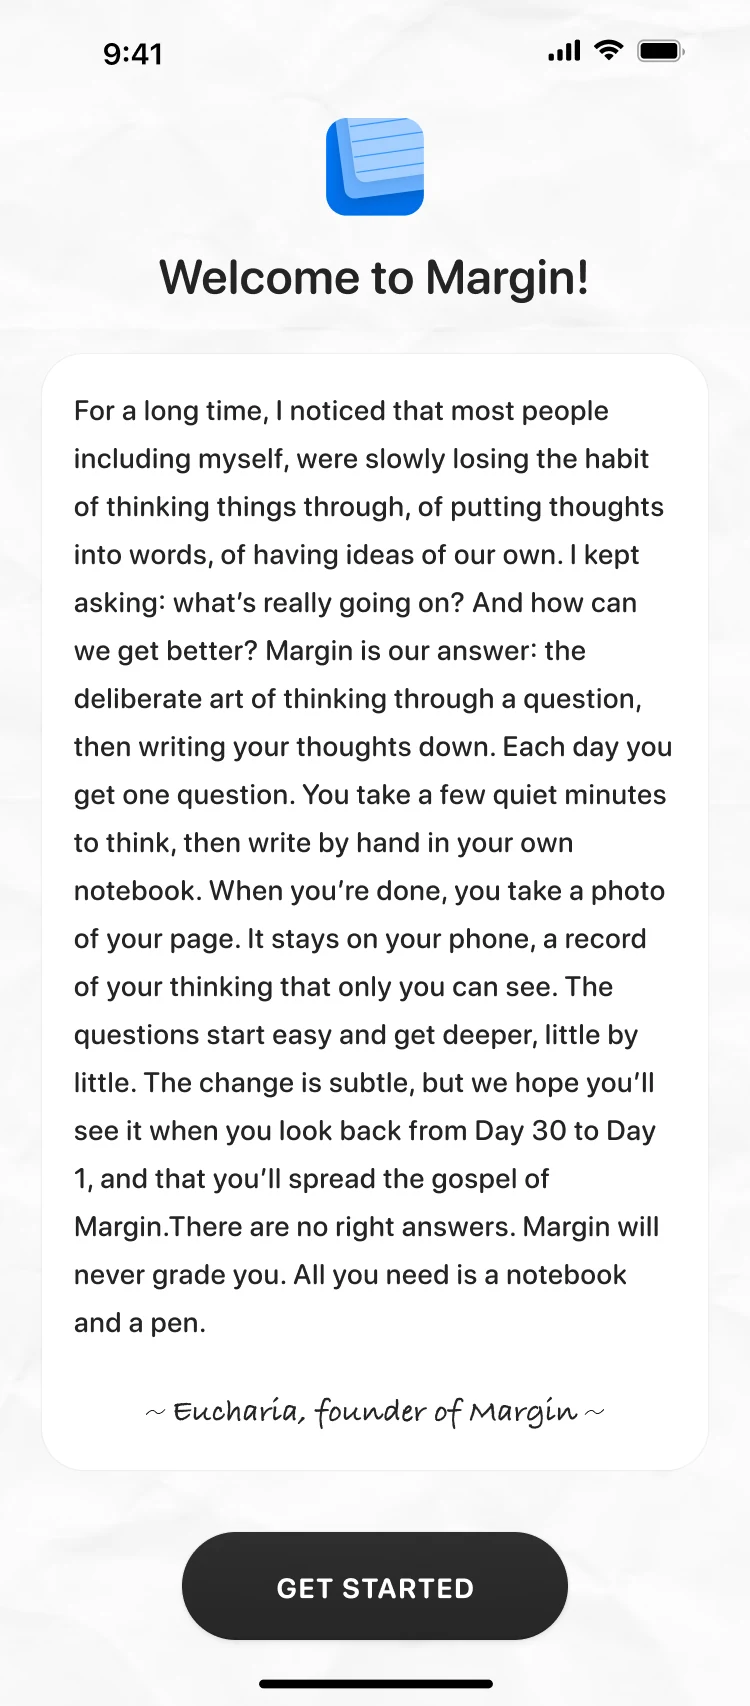 9:41
Welcome to Margin!
For a long time, I noticed that most people
including myself, were slowly losing the habit
of thinking things through, of putting thoughts
into words, of having ideas of our own. I kept
asking: what’s really going on? And how can
we get better? Margin is our answer: the
deliberate art of thinking through a question,
then writing your thoughts down. Each day you
get one question. You take a few quiet minutes
to think, then write by hand in your own
notebook. When you’re done, you take a photo
of your page. It stays on your phone, a record
of your thinking that only you can see. The
questions start easy and get deeper, little by
little. The change is subtle, but we hope you’ll
see it when you look back from Day 30 to Day
1, and that you’ll spread the gospel of
Margin.There are no right answers. Margin will
never grade you. All you need is a notebook
and a pen.
~ Eucharia, founder of Margin ~
GET STARTED